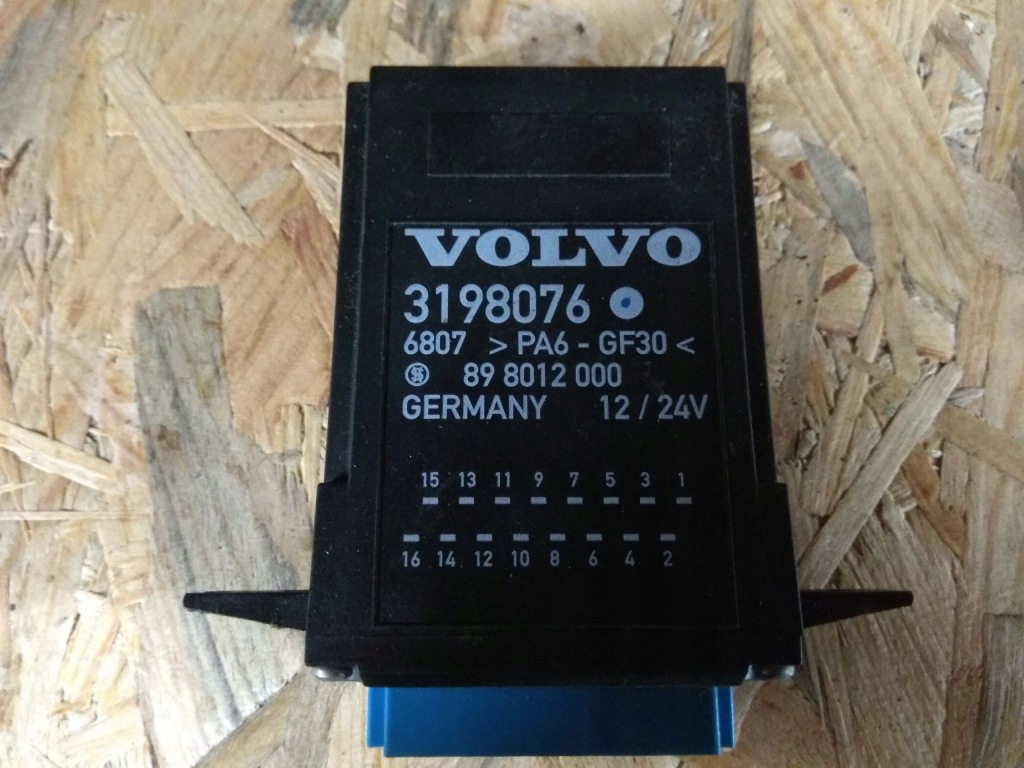 VOLVO
3198076
6807 >PA6 - GF30<
89 8012 000
GERMANY 12 / 24V
15 13 11 9 7 5 3 1
16 14 12 10 8 6 4 2